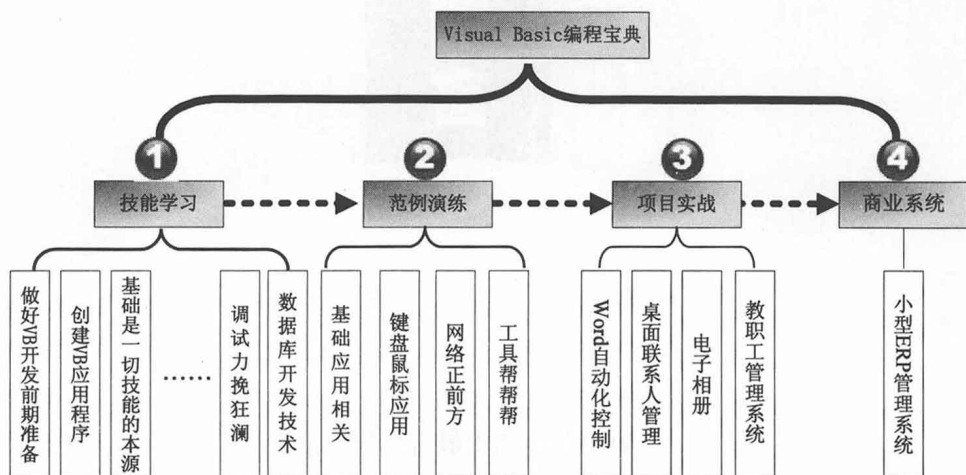 Visual Basic编程宝典
1
2
3
4
技能学习
范例演练
项目实战
商业系统
做好VB开发前期准备
创建VB应用程序
基础是一切技能的本源
……
调试力挽狂澜
数据库开发技术
基础应用相关
键盘鼠标应用
网络正前方
工具帮帮帮
Word自动化控制
桌面联系人管理
电子相册
教职工管理系统
小型ERP管理系统